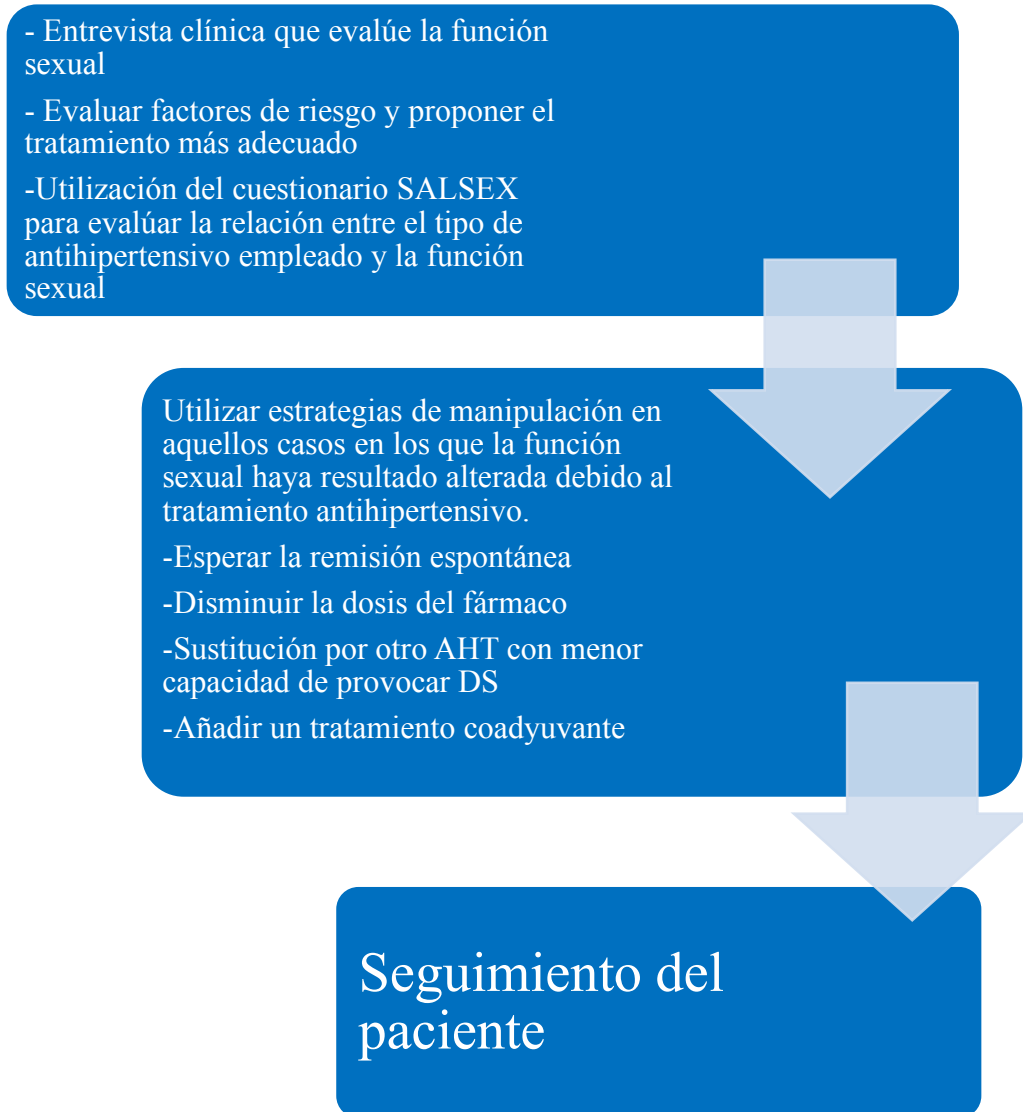 - Entrevista clínica que evalúe la función
sexual
- Evaluar factores de riesgo y proponer el
tratamiento más adecuado
-Utilización del cuestionario SALSEX
para evalúar la relación entre el tipo de
antihipertensivo empleado y la función
sexual
Utilizar estrategias de manipulación en
aquellos casos en los que la función
sexual haya resultado alterada debido al
tratamiento antihipertensivo.
-Esperar la remisión espontánea
-Disminuir la dosis del fármaco
-Sustitución por otro AHT con menor
capacidad de provocar DS
-Añadir un tratamiento coadyuvante
Seguimiento del
paciente